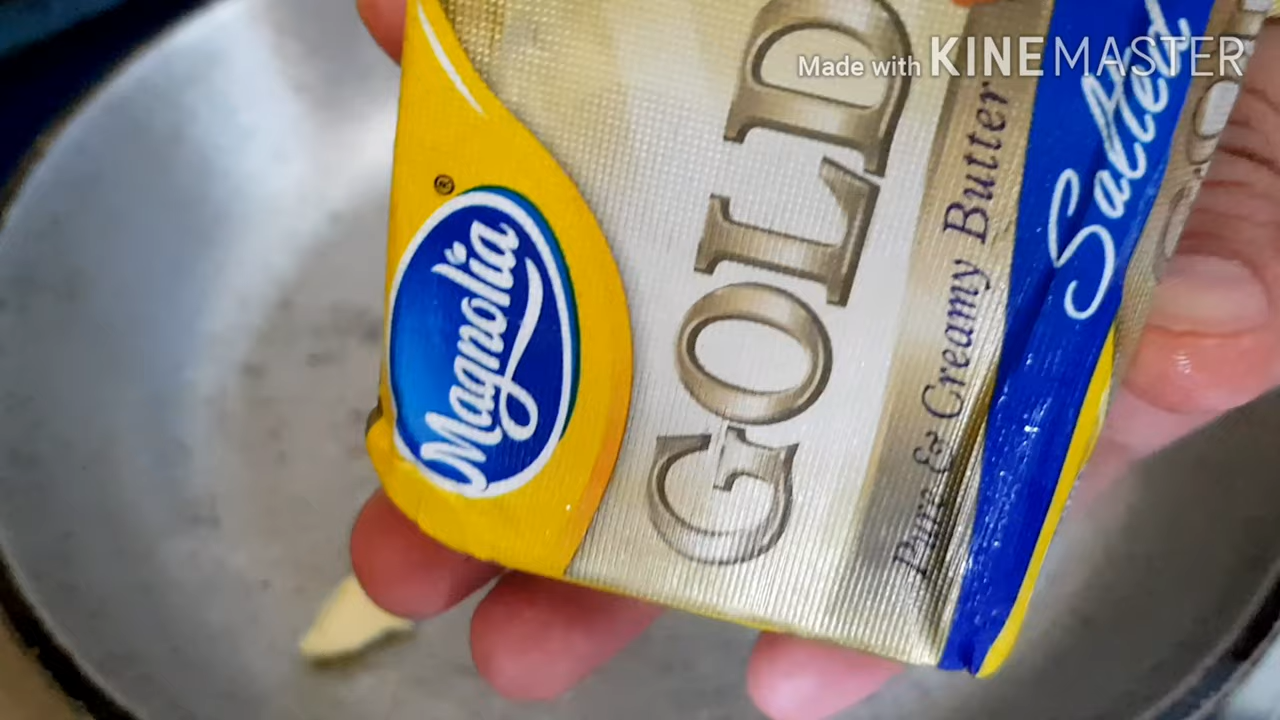 Made with KINEMASTER
Magnolia
®
GOLD
Pure & Creamy Butter
Salted